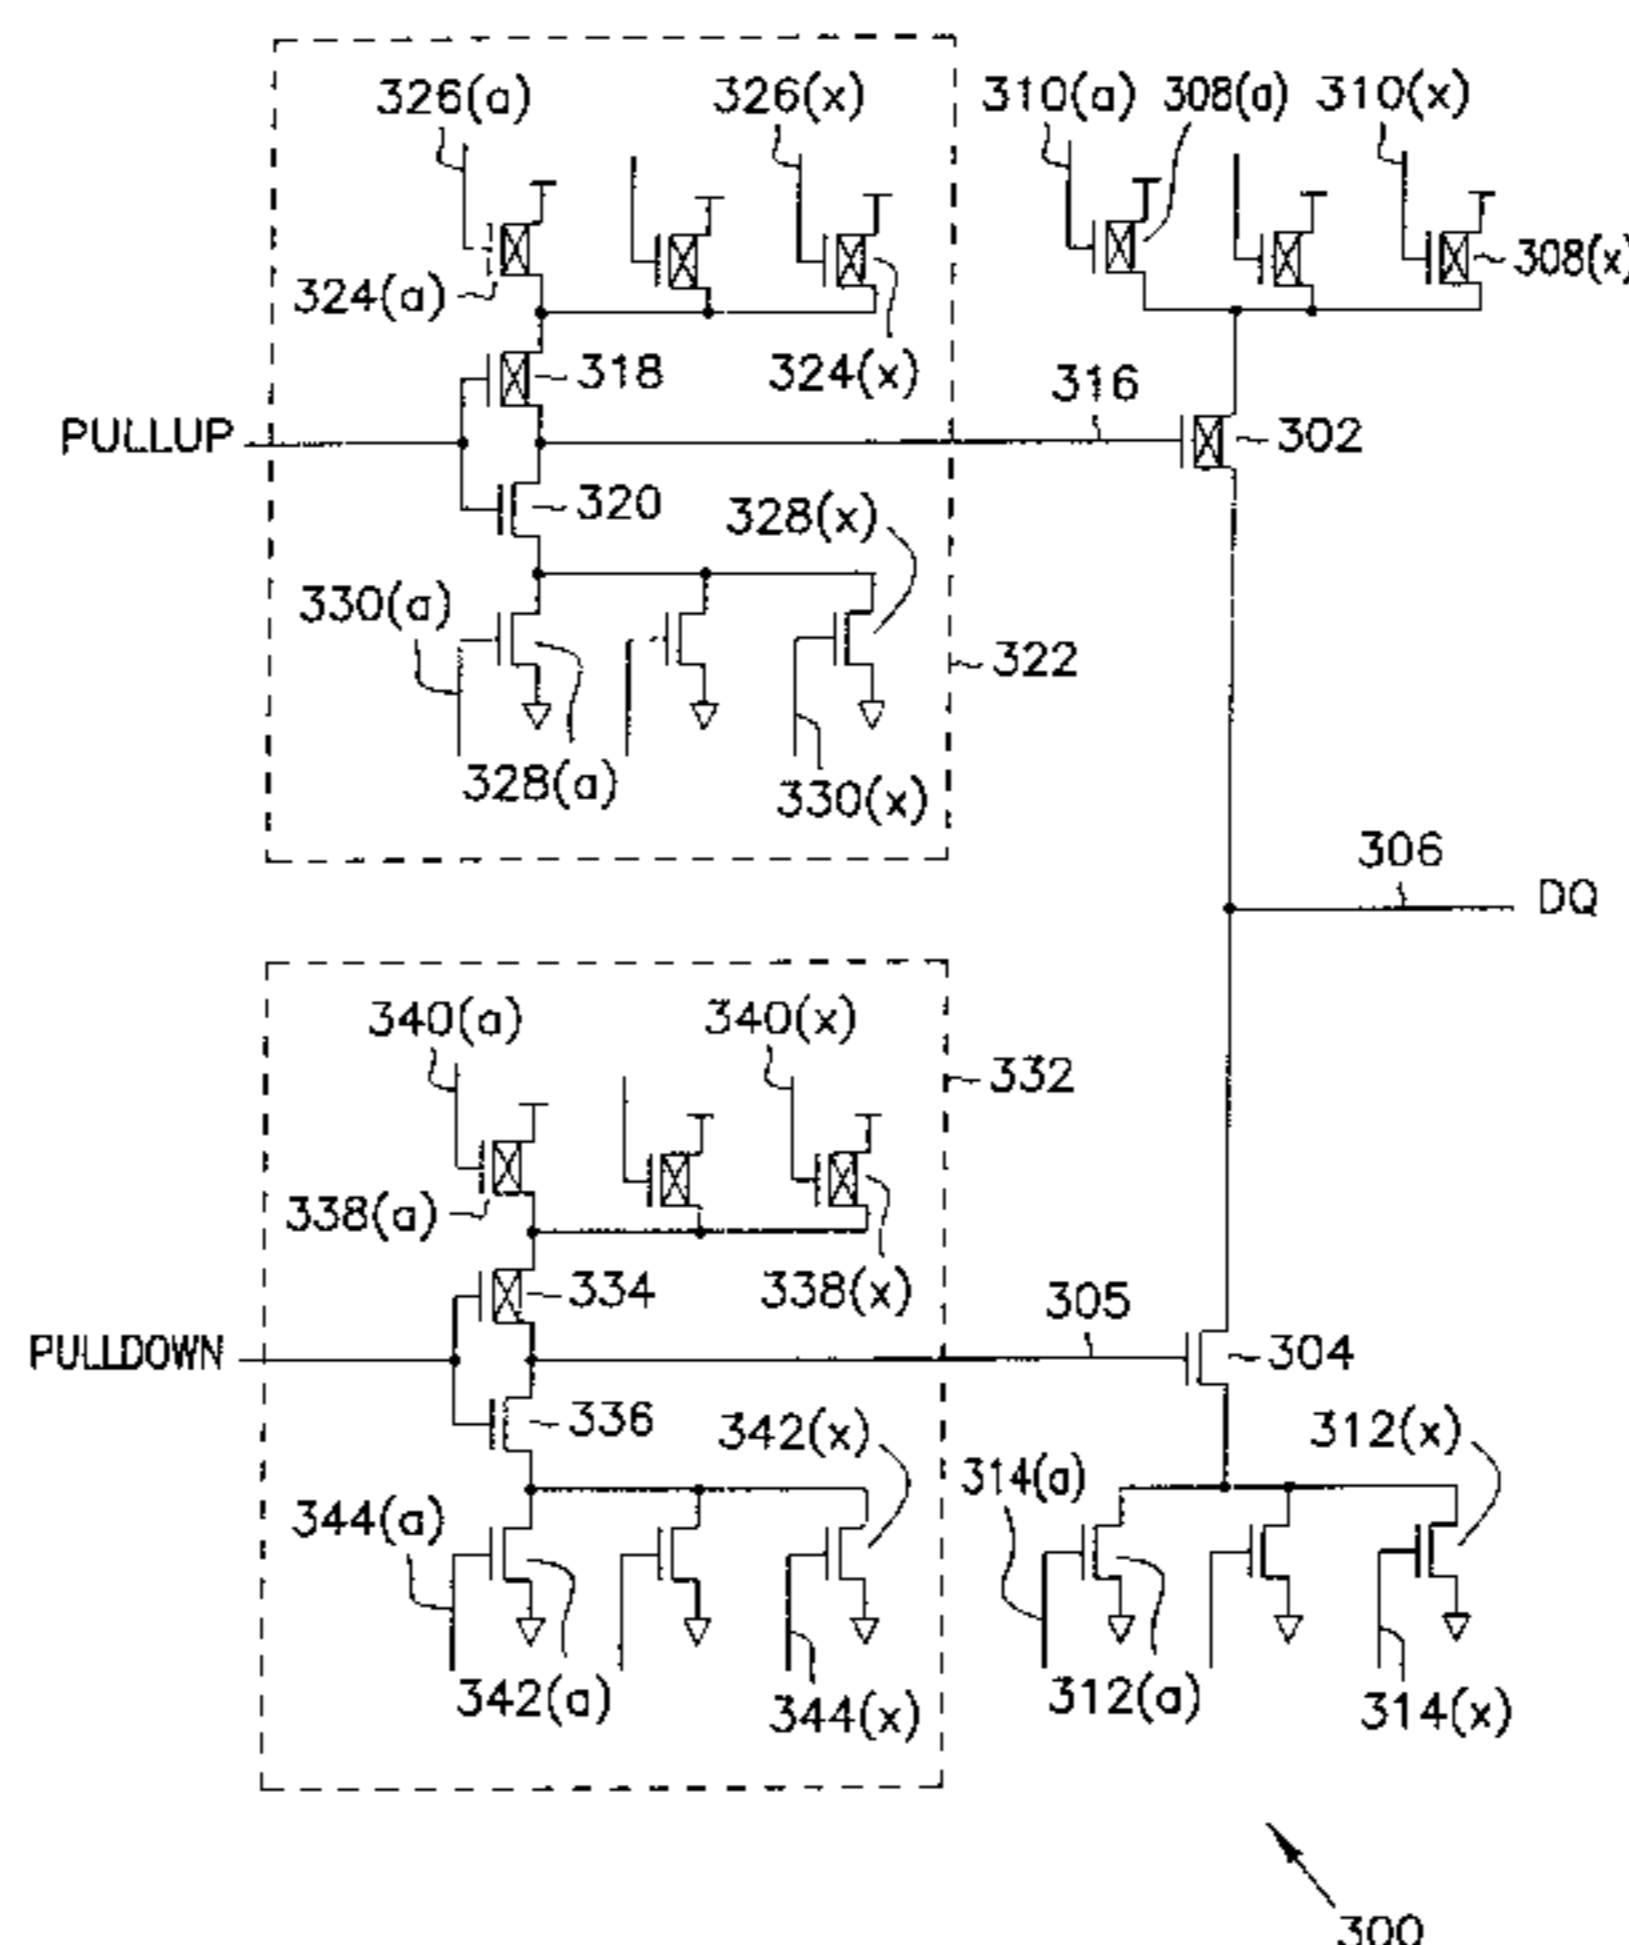 326(a)
326(x)
310(a)
308(a)
310(x)
324(a)
308(x)
318
324(x)
316
PULLUP
302
320
328(x)
330(a)
322
328(a)
330(x)
306
DQ
340(a)
340(x)
332
338(a)
334
338(x)
305
PULLDOWN
304
336
342(x)
312(x)
314(a)
344(a)
342(a)
344(x)
312(a)
314(x)
300